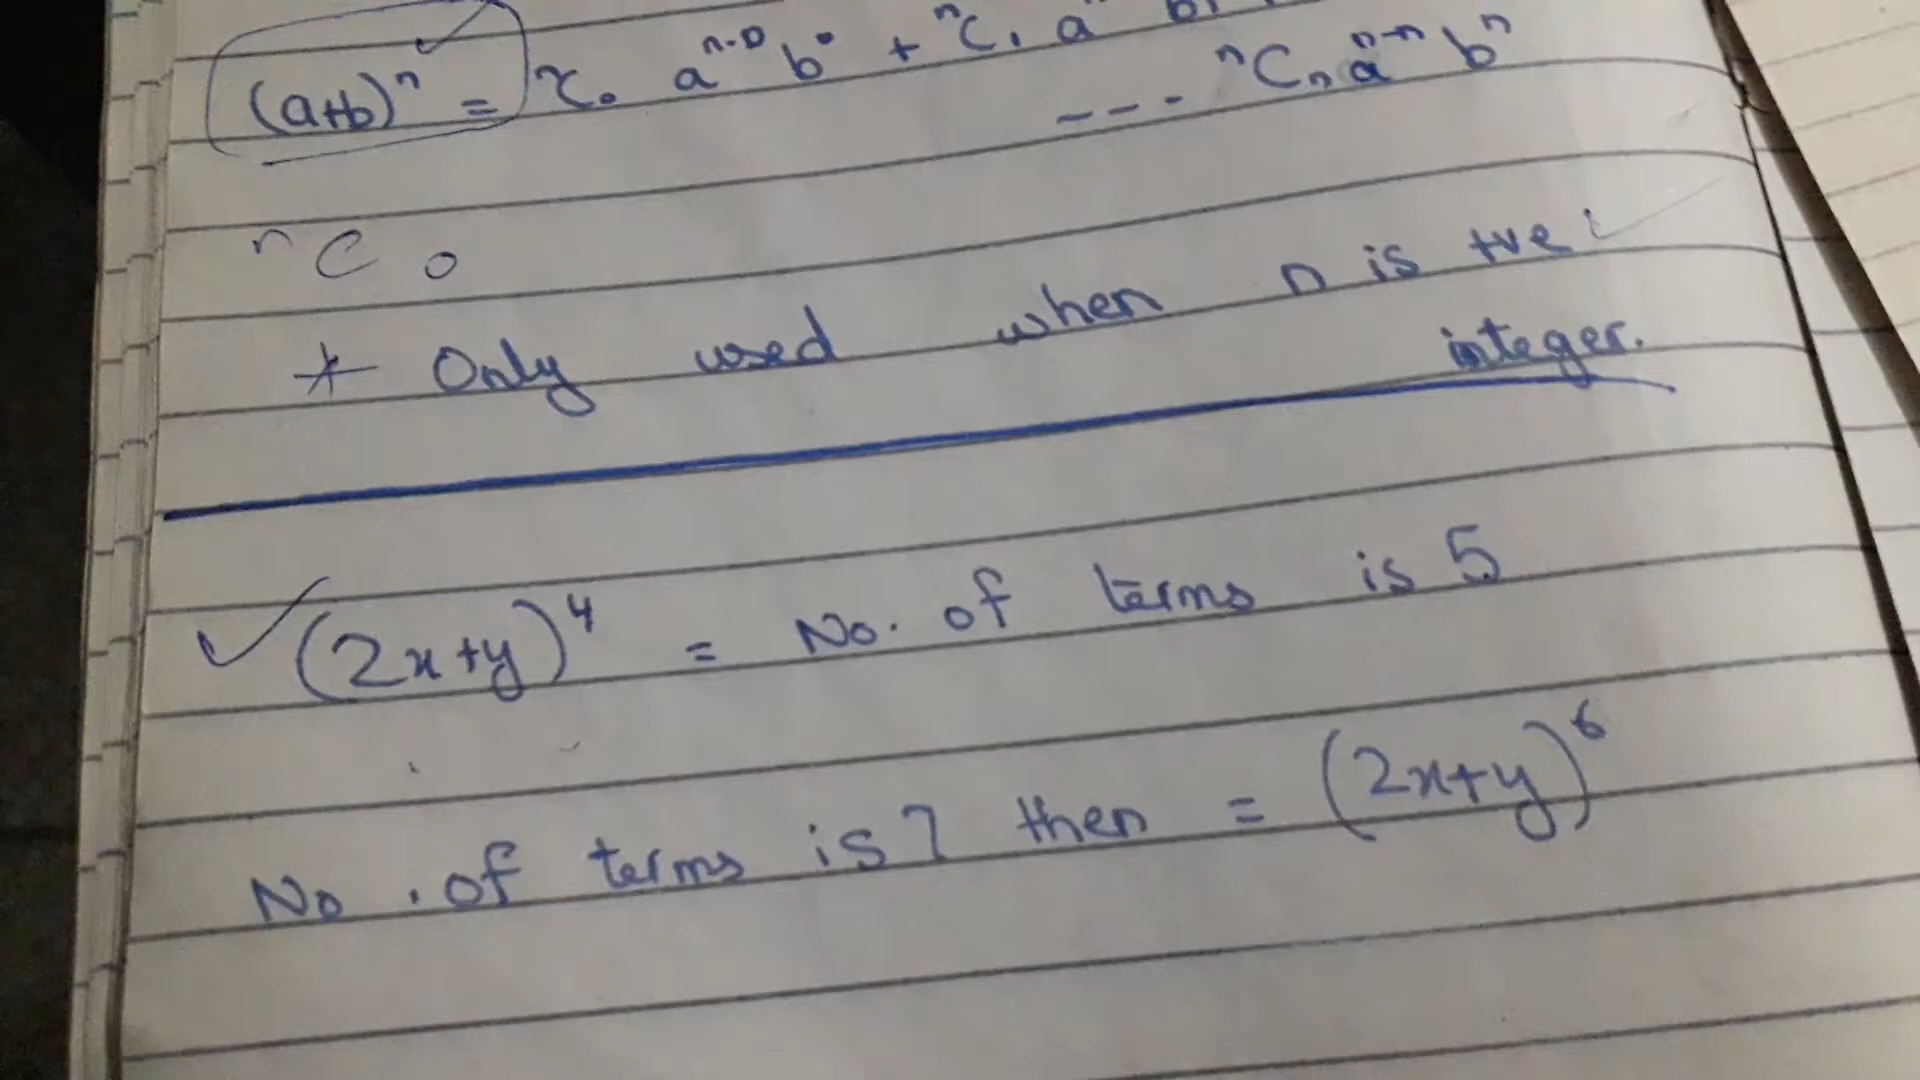 (a+b)ⁿ = ⁿC₀ aⁿ⁻⁰ b⁰ + ⁿC₁ a b¹
--- ⁿCₙ aⁿ⁻ⁿ bⁿ
ⁿC₀
* Only used when n is +ve
integer.
(2x+y)⁴ = No. of terms is 5
No. of terms is 7 then = (2x+y)⁶